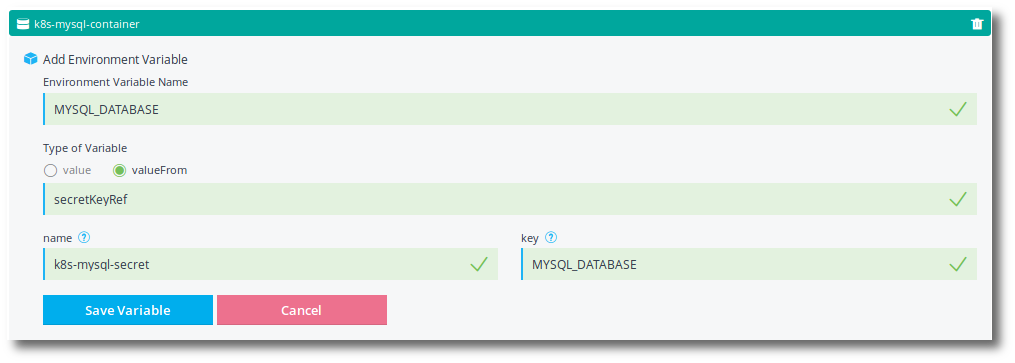 k8s-mysql-container
Add Environment Variable
Environment Variable Name
MYSQL_DATABASE
Type of Variable
value valueFrom
secretKeyRef
name ? key ?
k8s-mysql-secret MYSQL_DATABASE
Save Variable Cancel